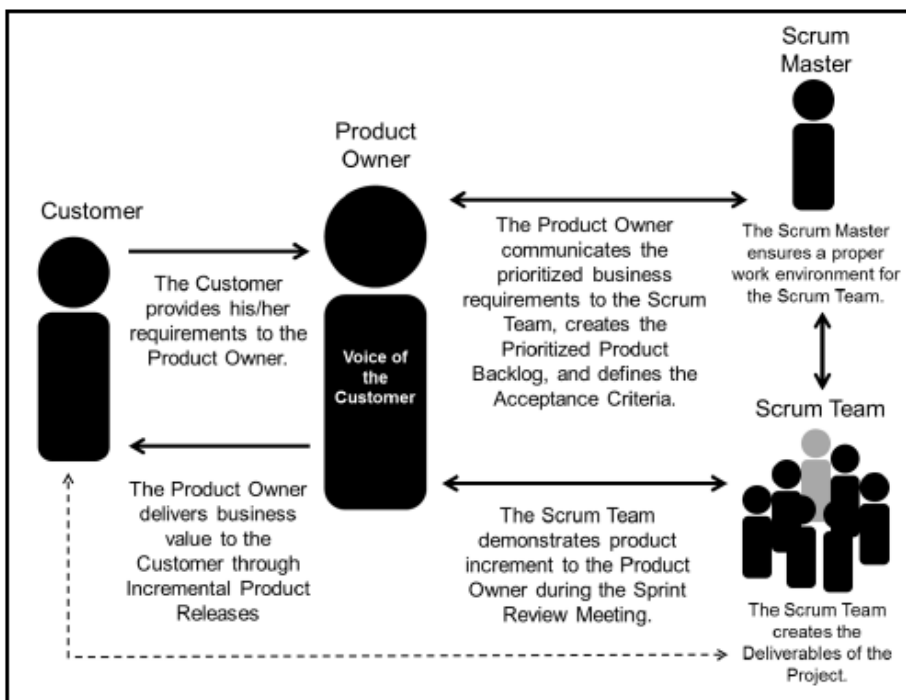 Customer
The Customer
provides his/her
requirements to the
Product Owner.
The Product Owner
delivers business
value to the
Customer through
Incremental Product
Releases
Product
Owner
Voice of
the
Customer
The Product Owner
communicates the
prioritized business
requirements to the Scrum
Team, creates the
Prioritized Product
Backlog, and defines the
Acceptance Criteria.
The Scrum Team
demonstrates product
increment to the Product
Owner during the Sprint
Review Meeting.
Scrum
Master
The Scrum Master
ensures a proper
work environment for
the Scrum Team.
Scrum Team
The Scrum Team
creates the
Deliverables of the
Project.